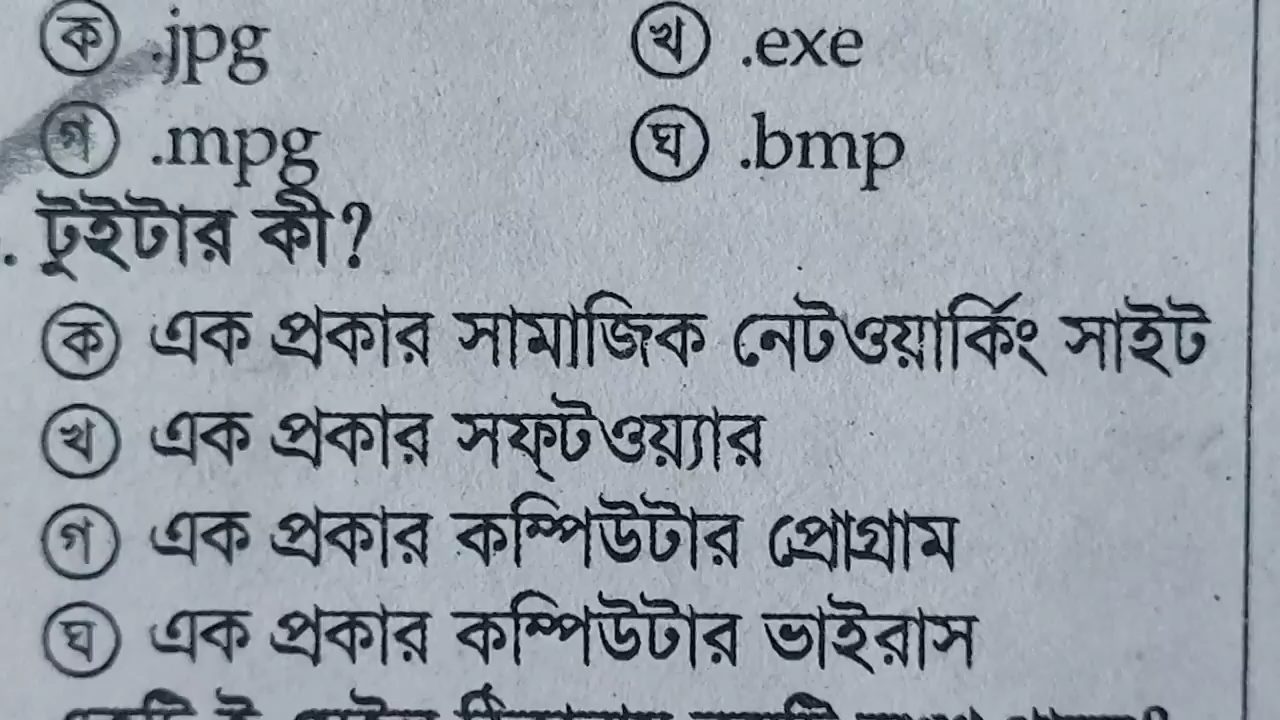 ক .jpg খ .exe
গ .mpg ঘ .bmp
. টুইটার কী?
ক এক প্রকার সামাজিক নেটওয়ার্কিং সাইট
খ এক প্রকার সফ্‌টওয়্যার
গ এক প্রকার কম্পিউটার প্রোগ্রাম
ঘ এক প্রকার কম্পিউটার ভাইরাস